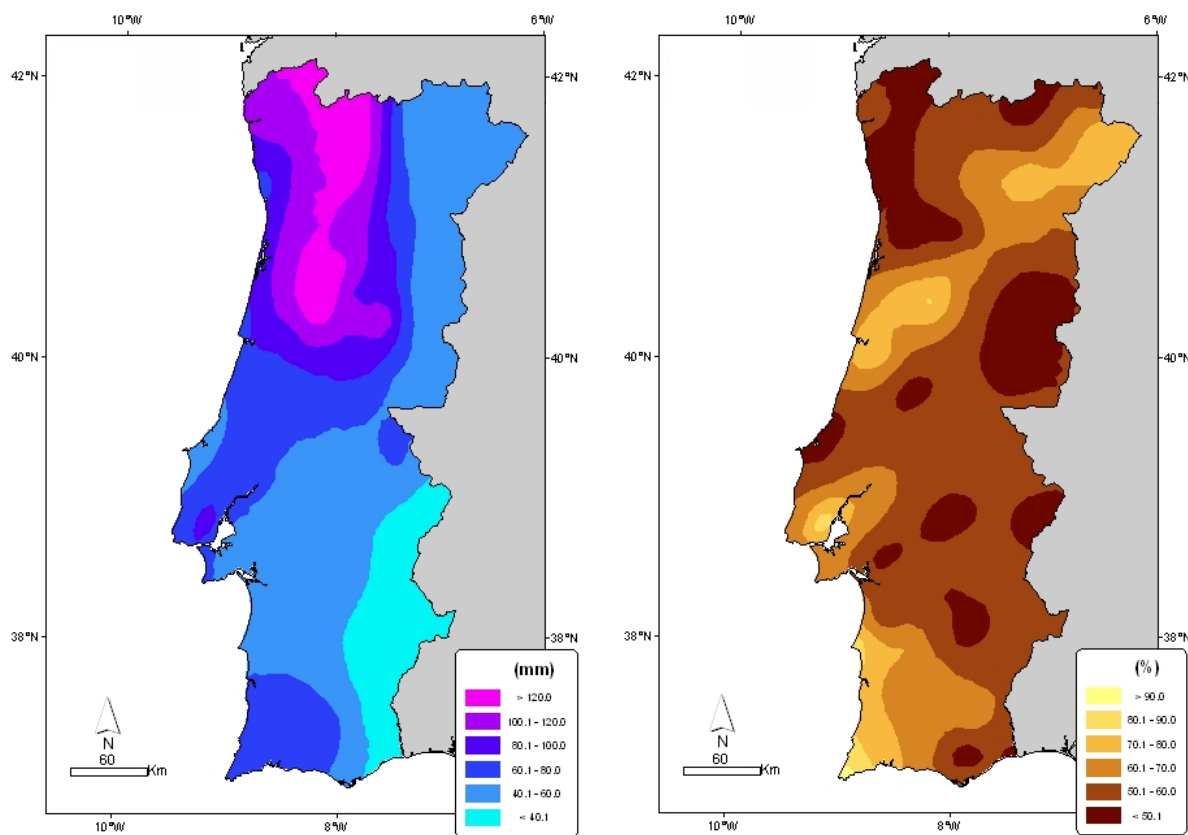 10°W
6°W
42°N
42°N
40°N
40°N
38°N
38°N
(mm)
> 120.0
100.1 - 120.0
80.1 - 100.0
60.1 - 80.0
40.1 - 60.0
< 40.1
N
60
Km
10°W
8°W
10°W
6°W
42°N
42°N
40°N
40°N
38°N
38°N
(%)
> 90.0
80.1 - 90.0
70.1 - 80.0
60.1 - 70.0
50.1 - 60.0
< 50.1
N
60
Km
10°W
8°W